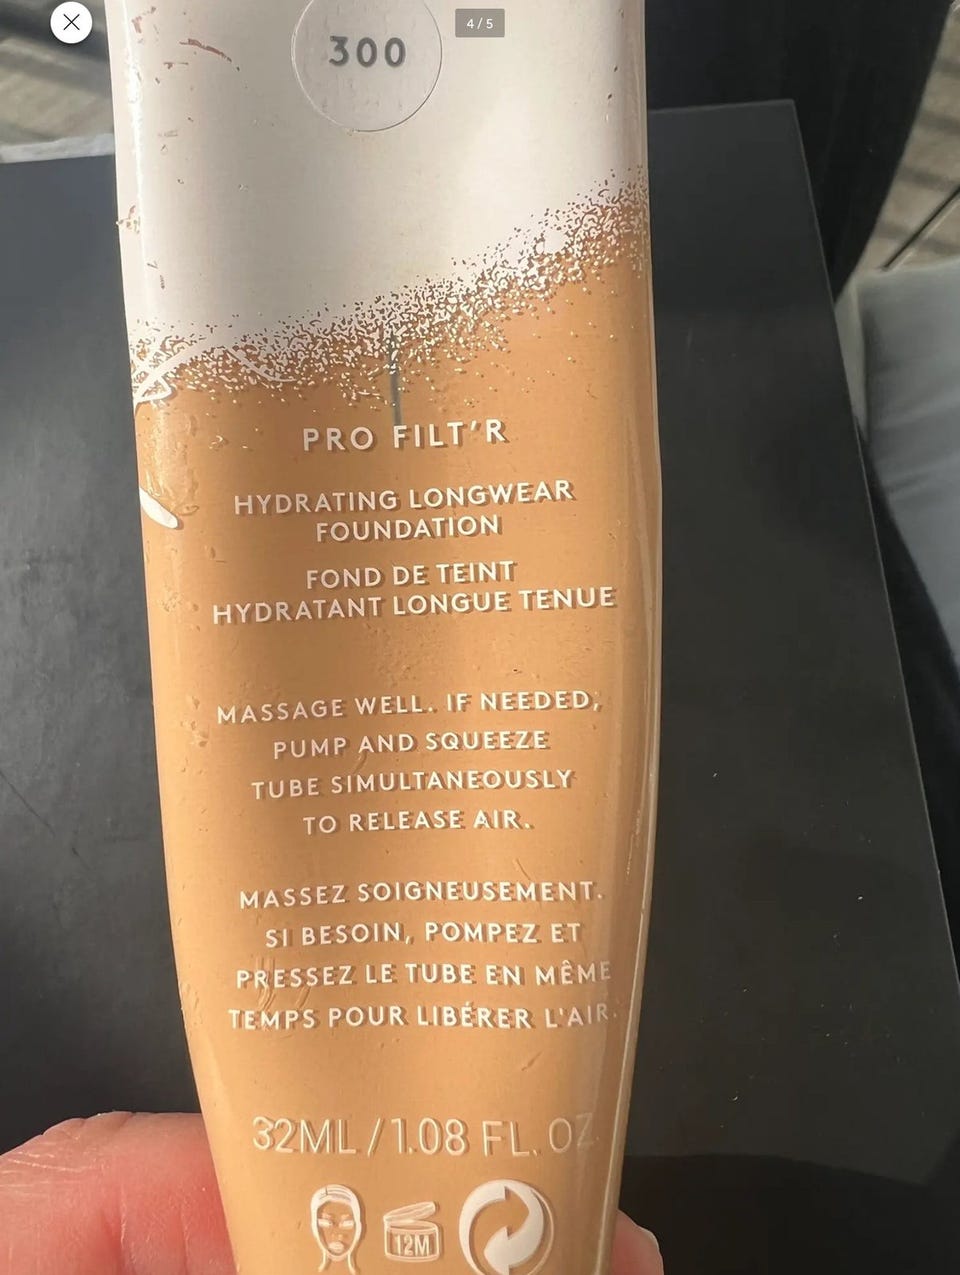 4 / 5
300
PRO FILT'R
HYDRATING LONGWEAR
FOUNDATION
FOND DE TEINT
HYDRATANT LONGUE TENUE
MASSAGE WELL. IF NEEDED,
PUMP AND SQUEEZE
TUBE SIMULTANEOUSLY
TO RELEASE AIR.
MASSEZ SOIGNEUSEMENT.
SI BESOIN, POMPEZ ET
PRESSEZ LE TUBE EN MÊME
TEMPS POUR LIBÉRER L'AIR.
32ML / 1.08 FL. OZ
12M